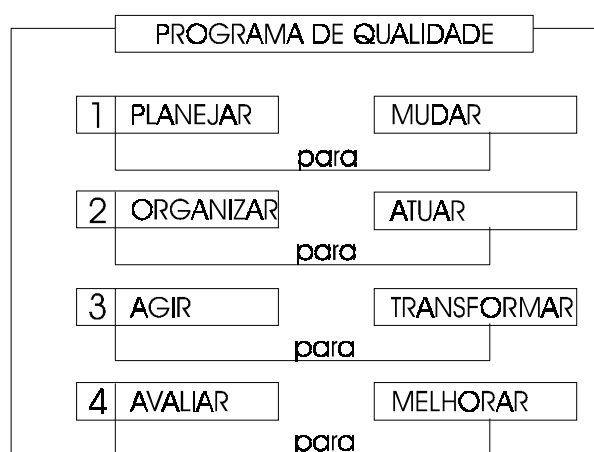 PROGRAMA DE QUALIDADE
1 PLANEJAR MUDAR
para
2 ORGANIZAR ATUAR
para
3 AGIR TRANSFORMAR
para
4 AVALIAR MELHORAR
para